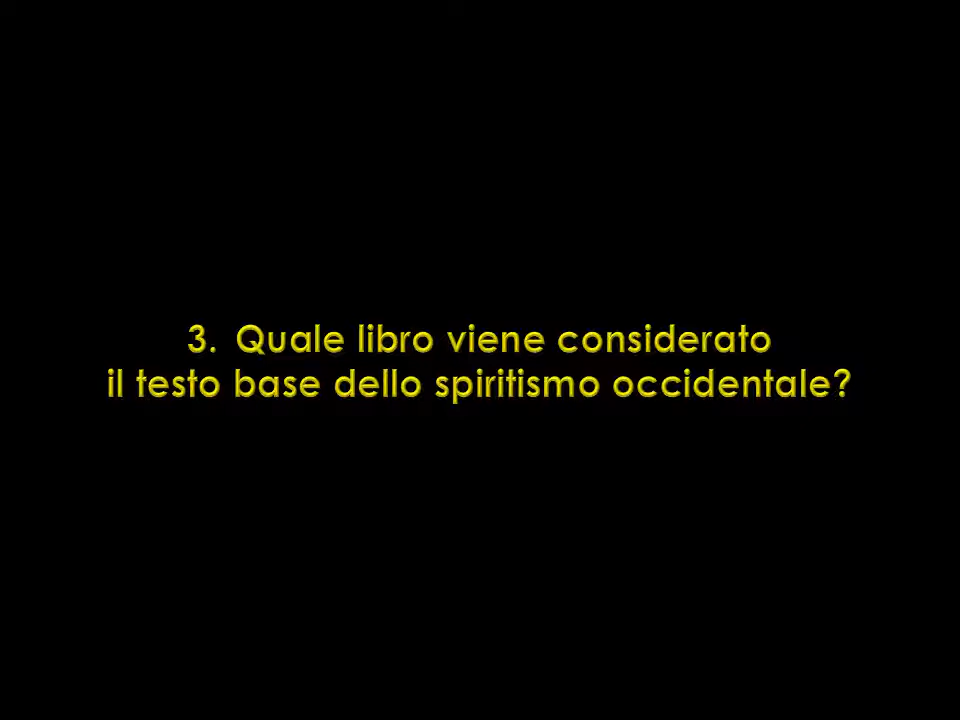 3. Quale libro viene considerato
il testo base dello spiritismo occidentale?